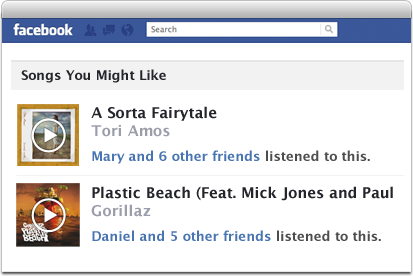 facebook Search
Songs You Might Like
A Sorta Fairytale
Tori Amos
Mary and 6 other friends listened to this.
Plastic Beach (Feat. Mick Jones and Paul
Gorillaz
Daniel and 5 other friends listened to this.